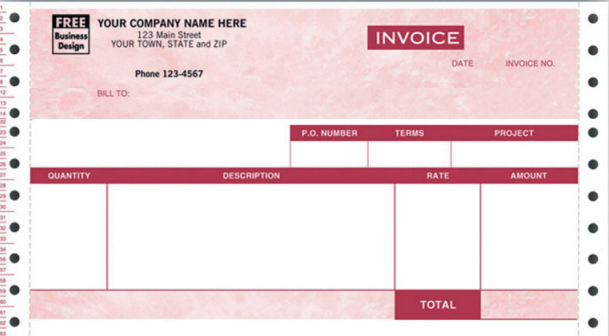 FREE
Business
Design
YOUR COMPANY NAME HERE
123 Main Street
YOUR TOWN, STATE and ZIP
Phone 123-4567
BILL TO:
INVOICE
DATE INVOICE NO.
P.O. NUMBER TERMS PROJECT
QUANTITY DESCRIPTION RATE AMOUNT
TOTAL